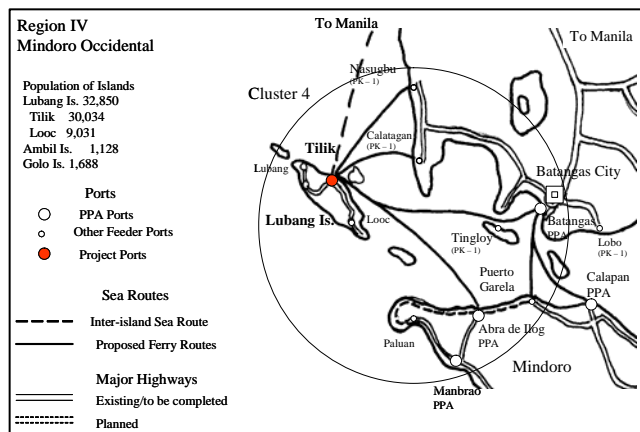 Region IV
Mindoro Occidental
Population of Islands
Lubang Is. 32,850
Tilik 30,034
Looc 9,031
Ambil Is. 1,128
Golo Is. 1,688
Ports
PPA Ports
Other Feeder Ports
Project Ports
Sea Routes
Inter-island Sea Route
Proposed Ferry Routes
Major Highways
Existing/to be completed
Planned
To Manila
To Manila
Nasugbu
(PK – 1)
Cluster 4
Calatagan
(PK – 1)
Tilik
Lubang
Batangas City
Lubang Is.
Looc
Batangas
PPA
Tingloy
(PK – 1)
Lobo
(PK – 1)
Puerto
Garela
Calapan
PPA
Abra de Ilog
PPA
Paluan
Mindoro
Manbrao
PPA